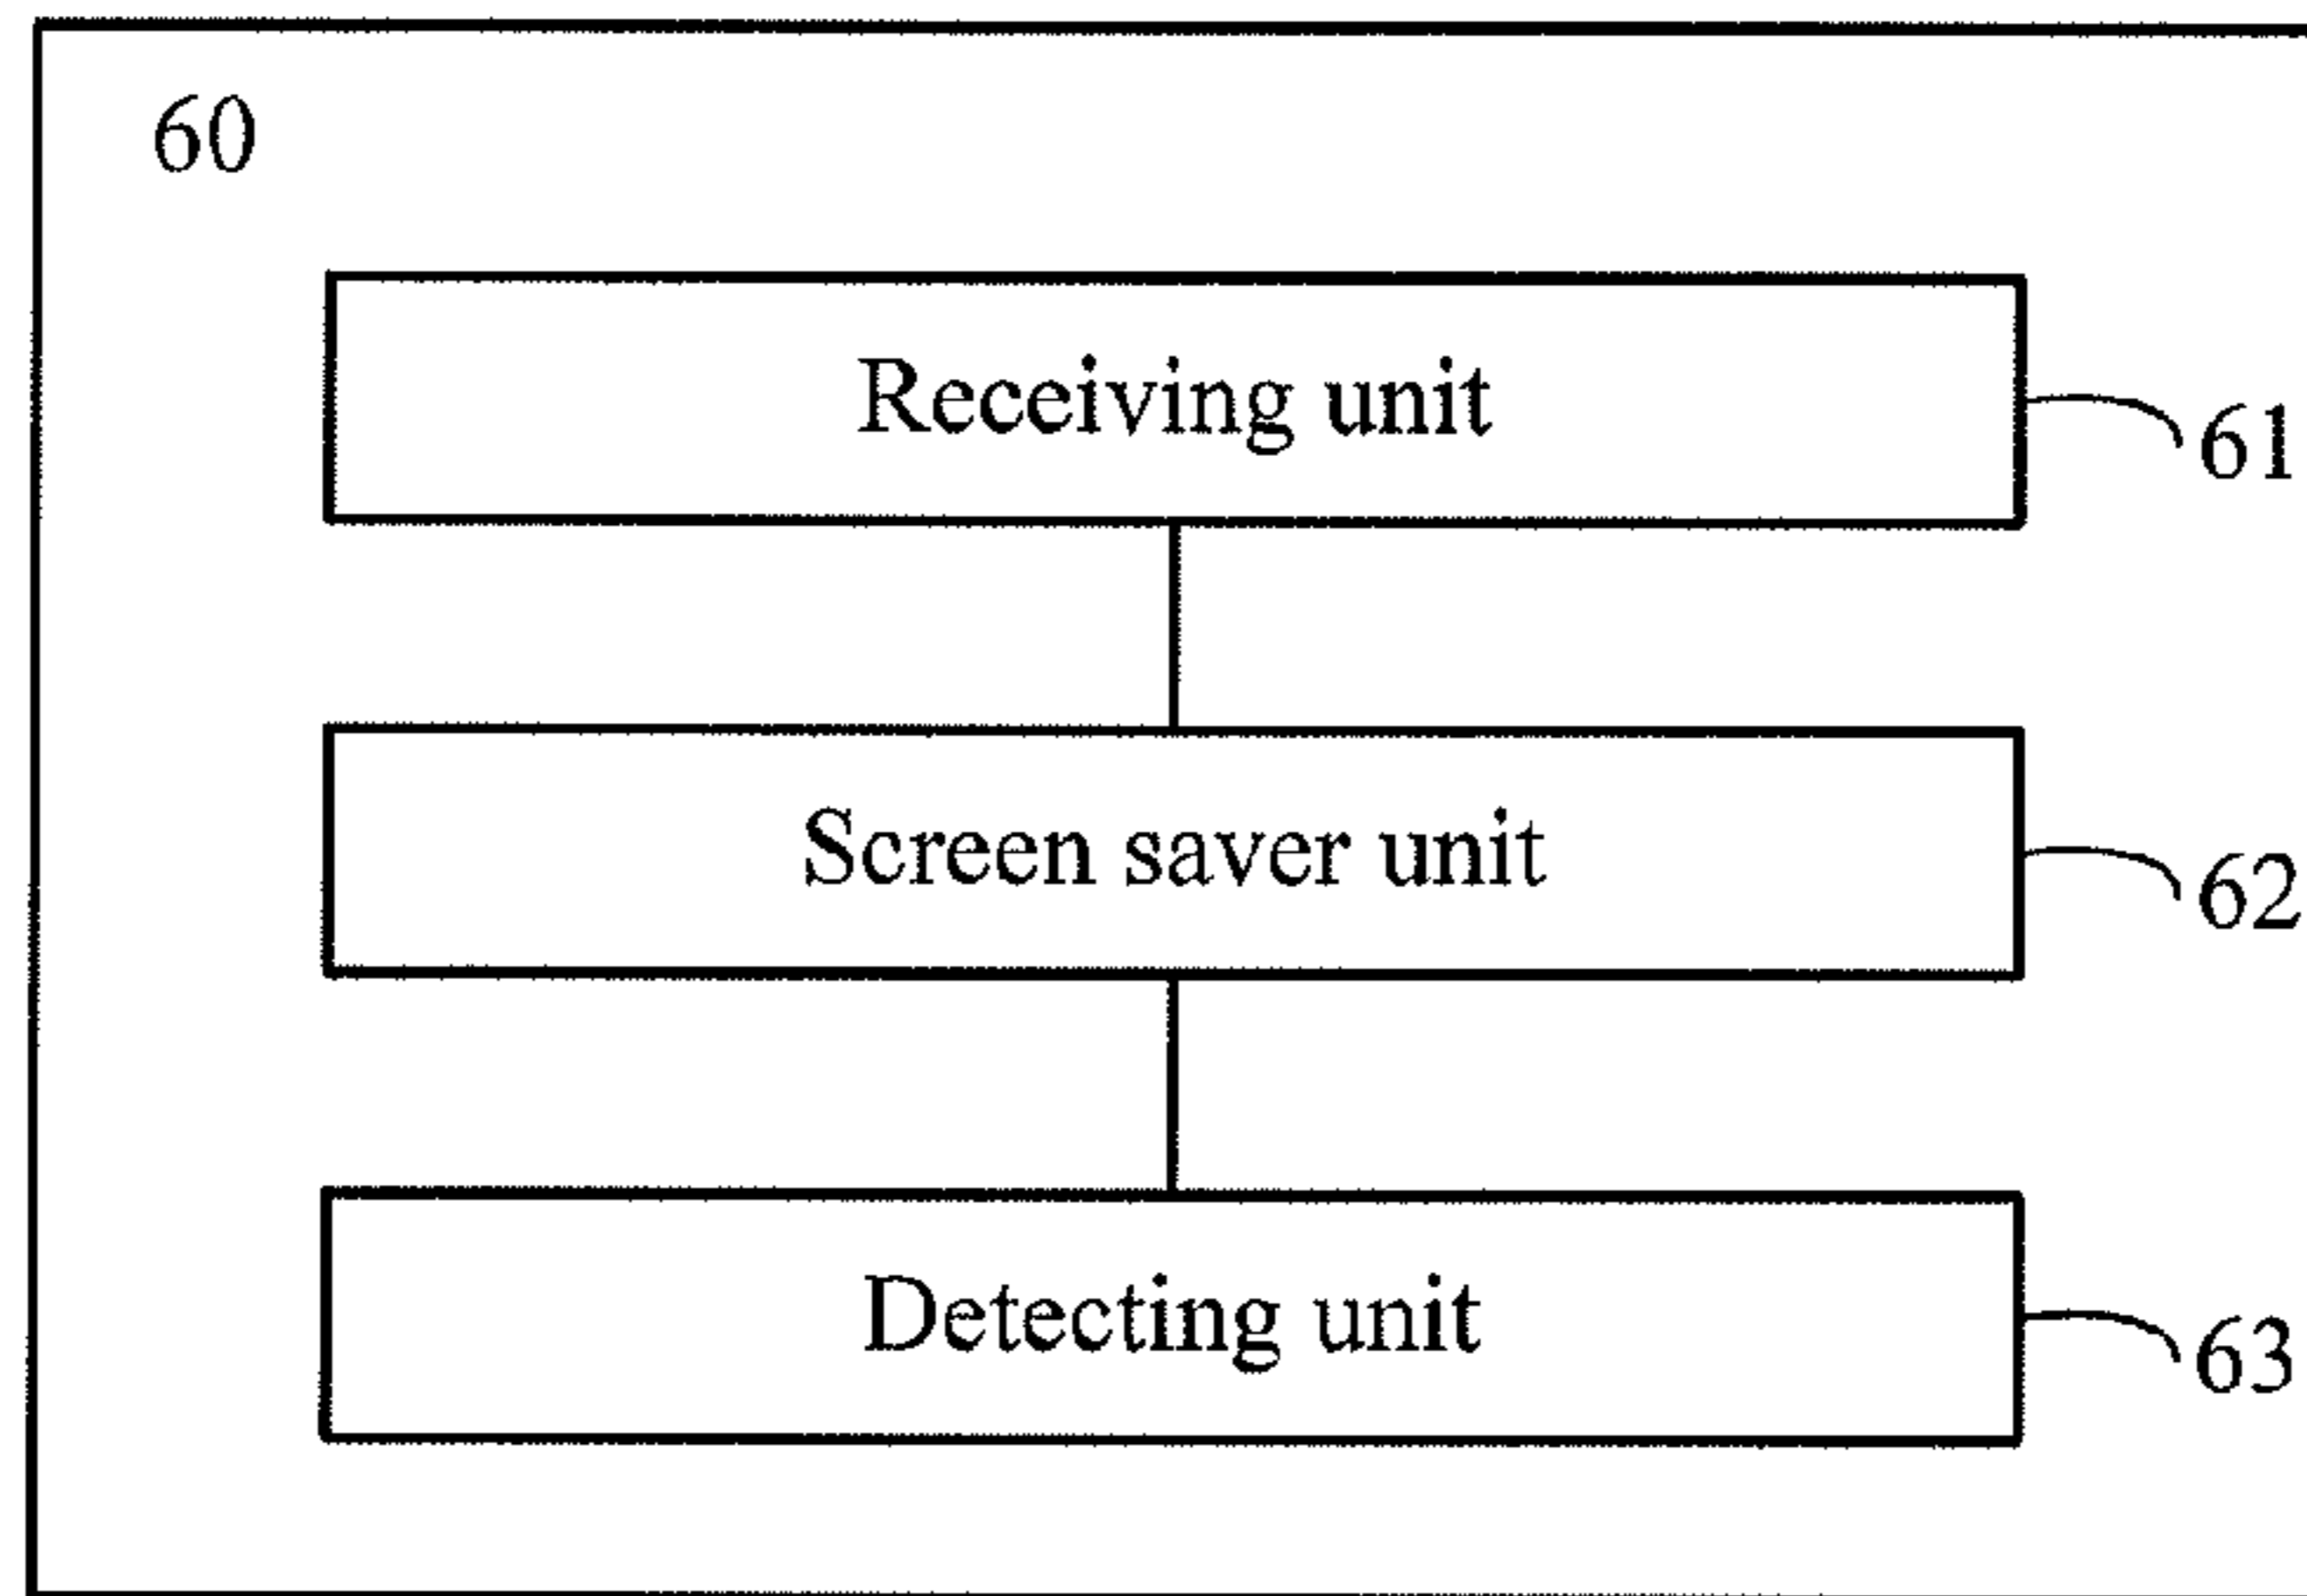 60
Receiving unit
61
Screen saver unit
62
Detecting unit
63